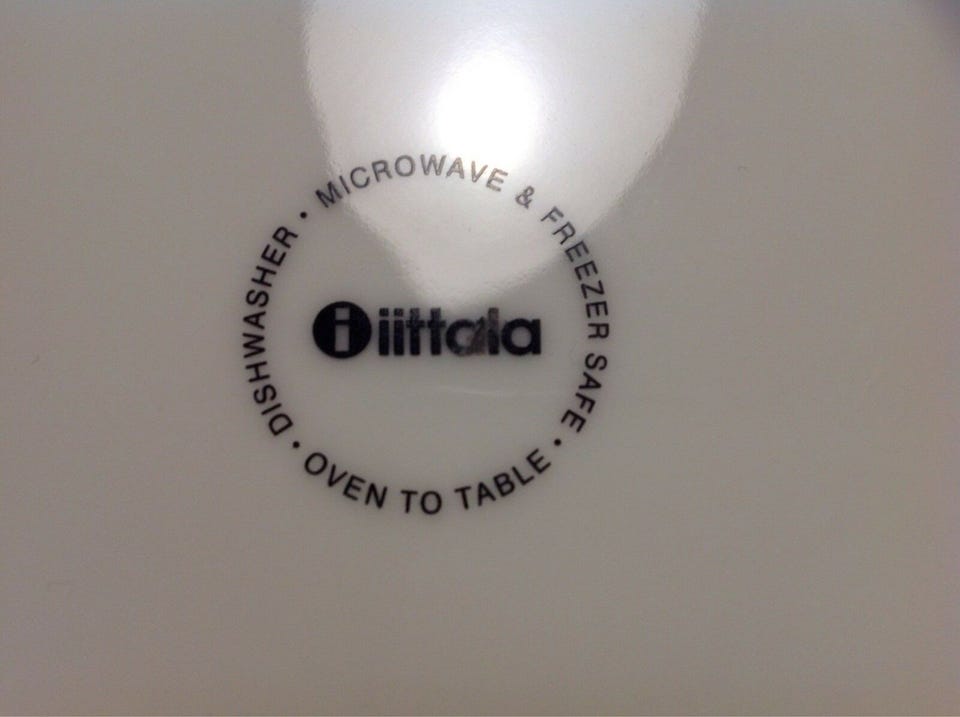 DISHWASHER • MICROWAVE & FREEZER SAFE • OVEN TO TABLE •
i iittala